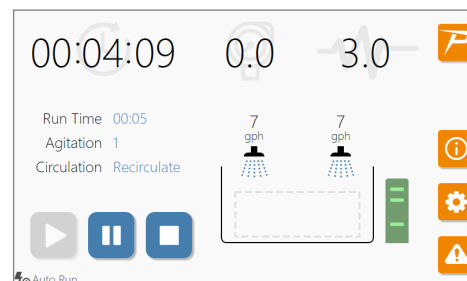 00:04:09 0.0 3.0
Run Time 00:05
Agitation 1
Circulation Recirculate
7 7
gph gph
Auto Run